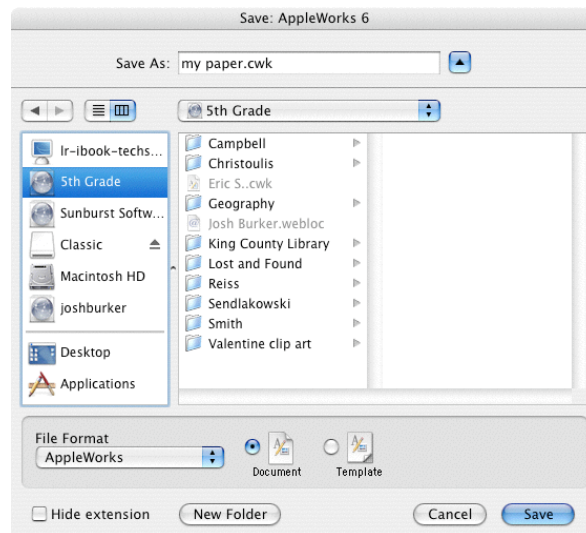 Save: AppleWorks 6
Save As: my paper.cwk
5th Grade
lr-ibook-techs...
5th Grade
Sunburst Softw...
Classic
Macintosh HD
joshburker
Desktop
Applications
Campbell
Christoulis
Eric S..cwk
Geography
Josh Burker.webloc
King County Library
Lost and Found
Reiss
Sendlakowski
Smith
Valentine clip art
File Format
AppleWorks
Document
Template
Hide extension
New Folder
Cancel
Save